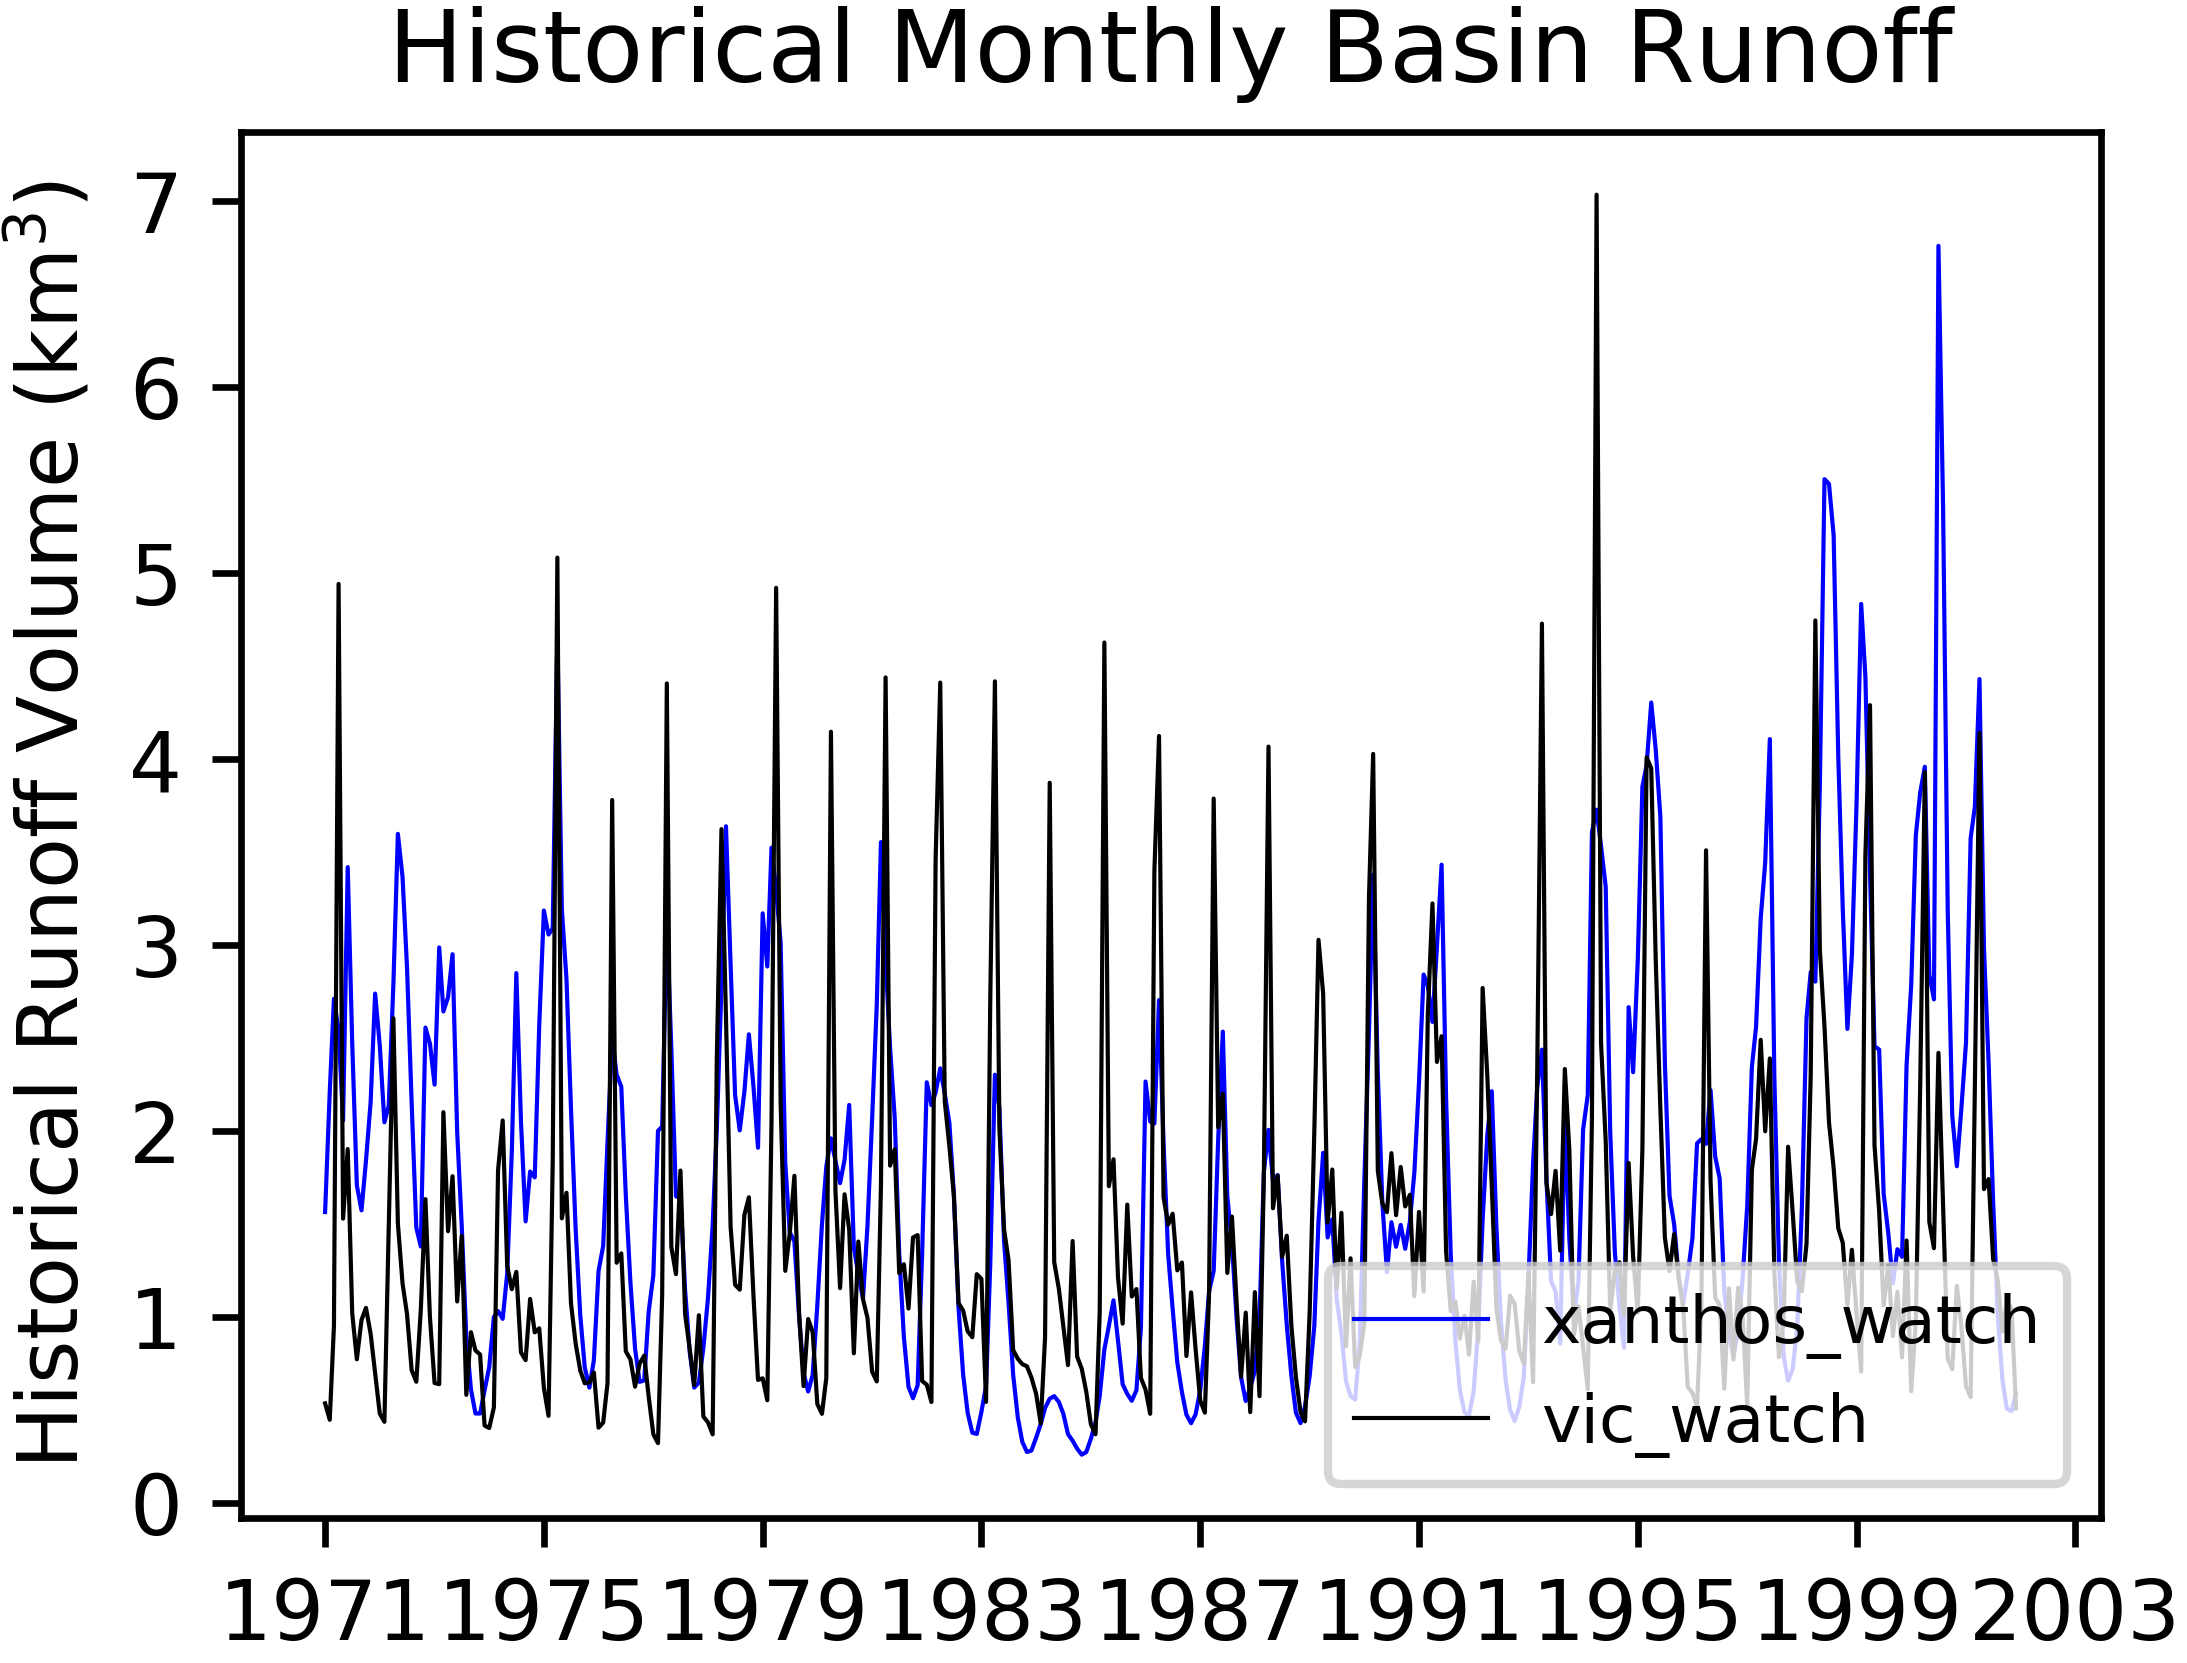 Historical Monthly Basin Runoff
Historical Runoff Volume (km³)
7
6
5
4
3
2
1
0
xanthos_watch
vic_watch
1971 1975 1979 1983 1987 1991 1995 1999 2003